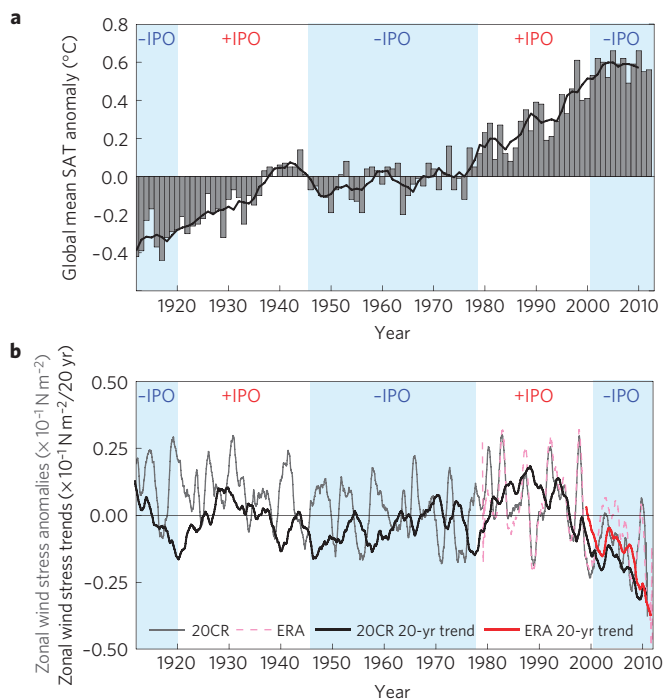 a
−IPO +IPO −IPO +IPO −IPO
Global mean SAT anomaly (°C)
0.6
0.4
0.2
0.0
−0.2
−0.4
1920 1930 1940 1950 1960 1970 1980 1990 2000 2010
Year
b
Zonal wind stress anomalies (× 10⁻¹ N m⁻²)
Zonal wind stress trends (× 10⁻¹ N m⁻²/20 yr)
0.50
−IPO +IPO −IPO +IPO −IPO
0.25
0.00
−0.25
20CR ERA 20CR 20-yr trend ERA 20-yr trend
−0.50
1920 1930 1940 1950 1960 1970 1980 1990 2000 2010
Year